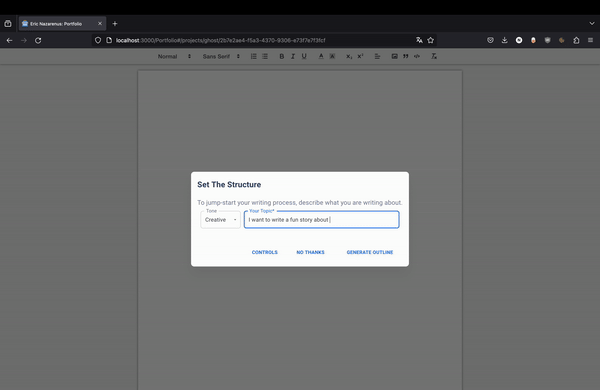 Eric Nazarenus: Portfolio
localhost:3000/Portfolio#/projects/ghost/2b7e2ae4-f5a3-4370-9306-e73f7e7f3fcf
Normal Sans Serif
Set The Structure
To jump-start your writing process, describe what you are writing about.
Tone Your Topic*
Creative I want to write a fun story about
CONTROLS NO THANKS GENERATE OUTLINE